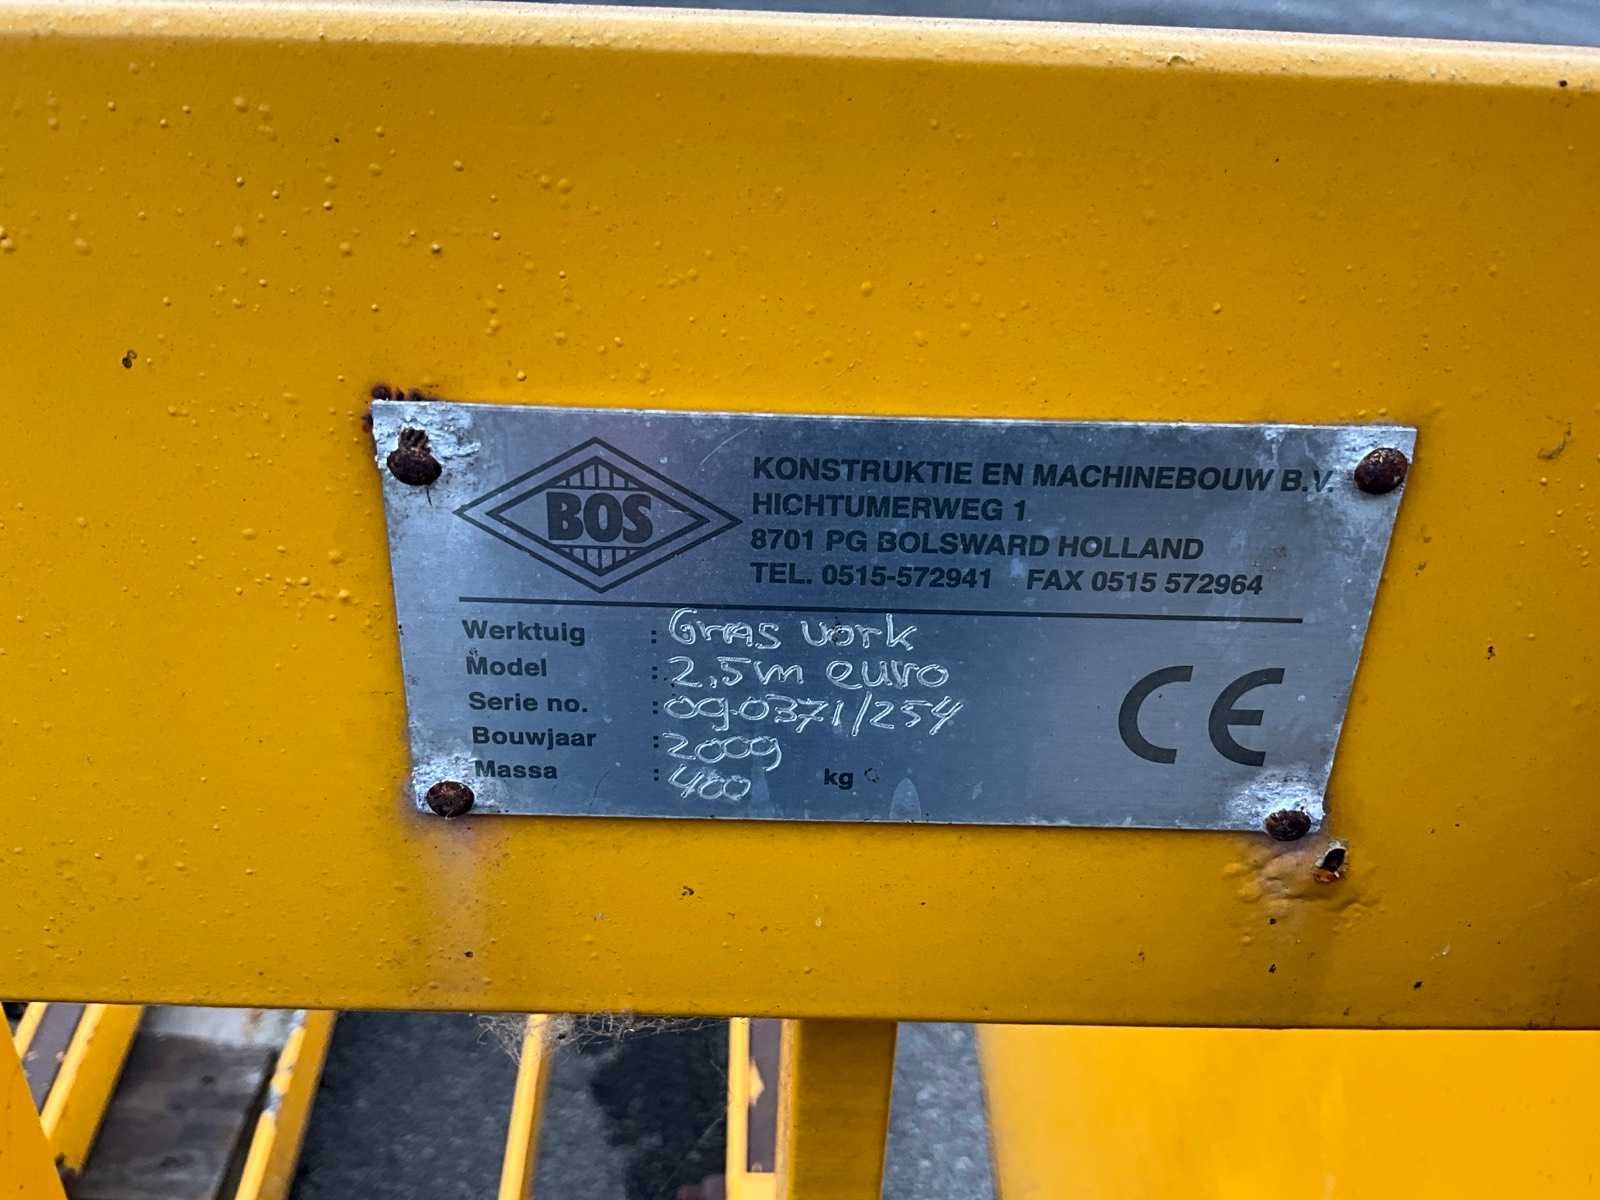 BOS
KONSTRUKTIE EN MACHINEBOUW B.V.
HICHTUMERWEG 1
8701 PG BOLSWARD HOLLAND
TEL. 0515-572941 FAX 0515 572964
Werktuig : Gras vork
Model : 2,5m euro
Serie no. : 09-0371/254
Bouwjaar : 2009
Massa : 400 kg
CE